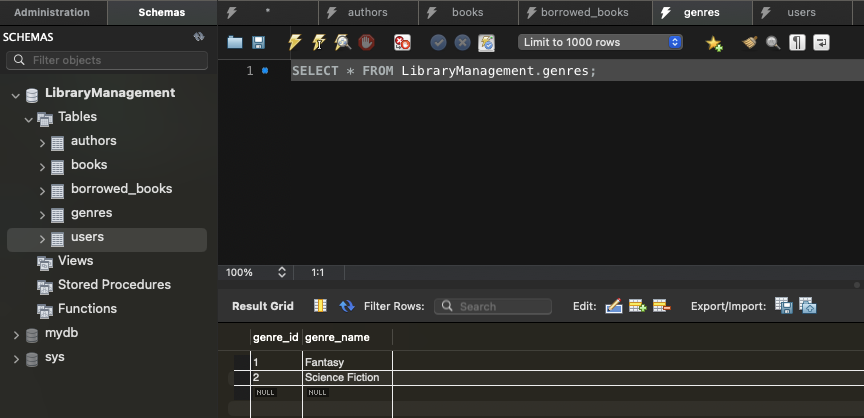 Administration Schemas * authors books borrowed_books genres users
SCHEMAS
Filter objects
Limit to 1000 rows
1 SELECT * FROM LibraryManagement.genres;
LibraryManagement
Tables
authors
books
borrowed_books
genres
users
Views
Stored Procedures
Functions
mydb
sys
100% 1:1
Result Grid Filter Rows: Search Edit: Export/Import:
genre_id genre_name
1 Fantasy
2 Science Fiction
NULL NULL